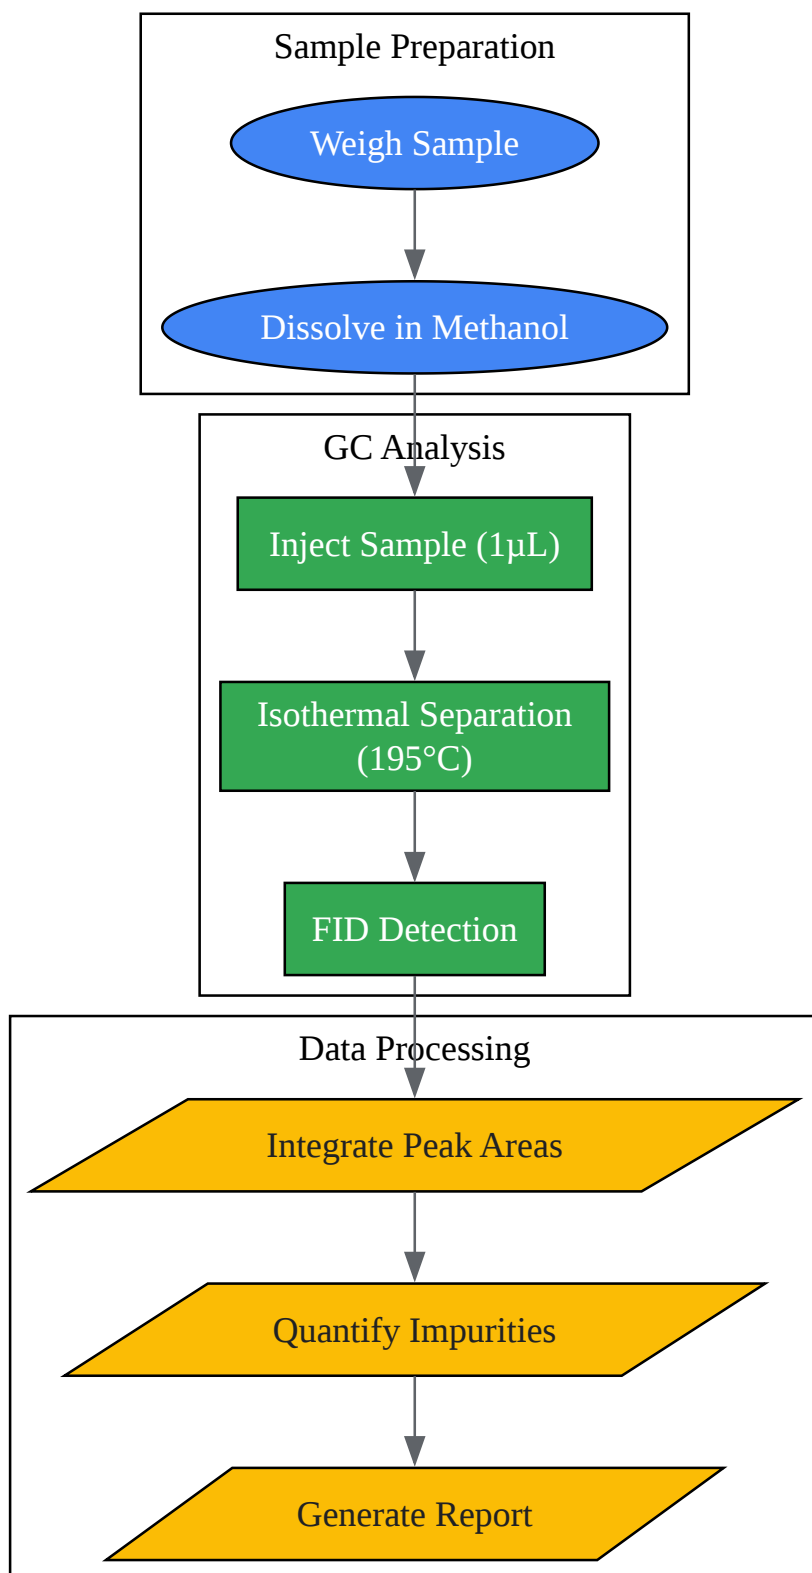 Sample Preparation
Weigh Sample
Dissolve in Methanol
GC Analysis
Inject Sample (1µL)
Isothermal Separation
(195°C)
FID Detection
Data Processing
Integrate Peak Areas
Quantify Impurities
Generate Report